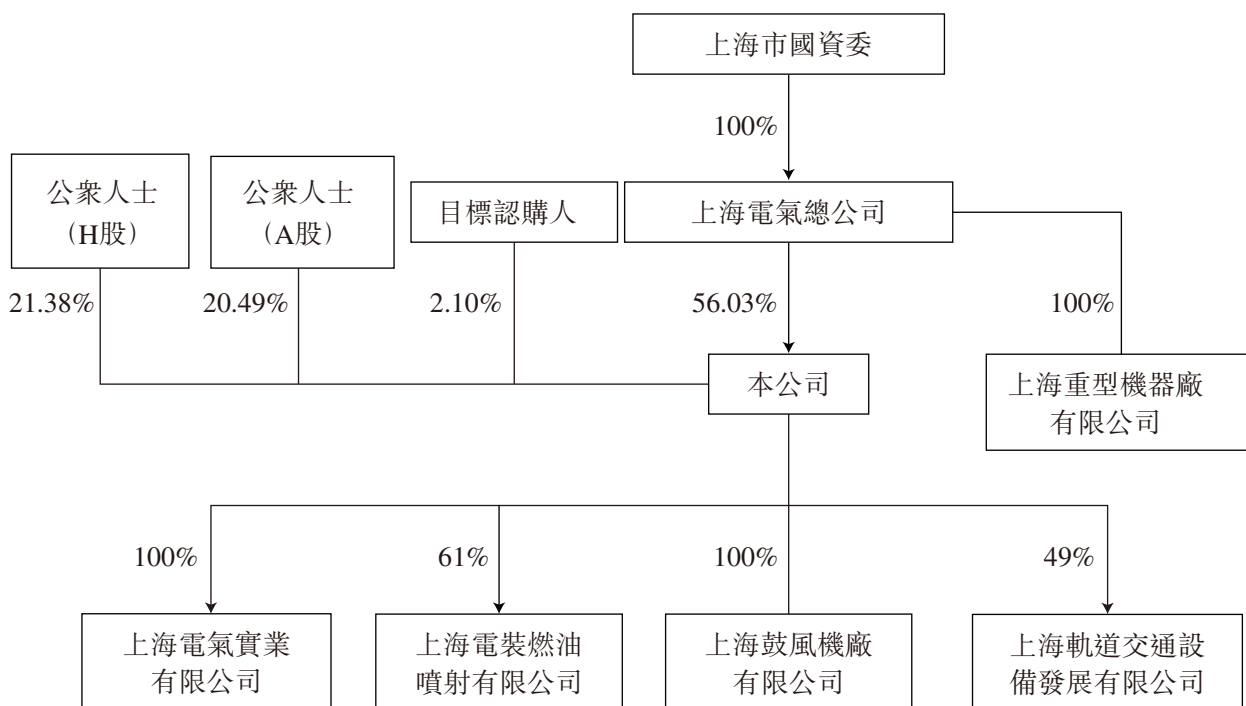 上海市國資委
100%
公衆人士
（H股）
公衆人士
（A股）
目標認購人
上海電氣總公司
21.38%
20.49%
2.10%
56.03%
100%
本公司
上海重型機器廠
有限公司
100%
61%
100%
49%
上海電氣實業
有限公司
上海電裝燃油
噴射有限公司
上海鼓風機廠
有限公司
上海軌道交通設
備發展有限公司